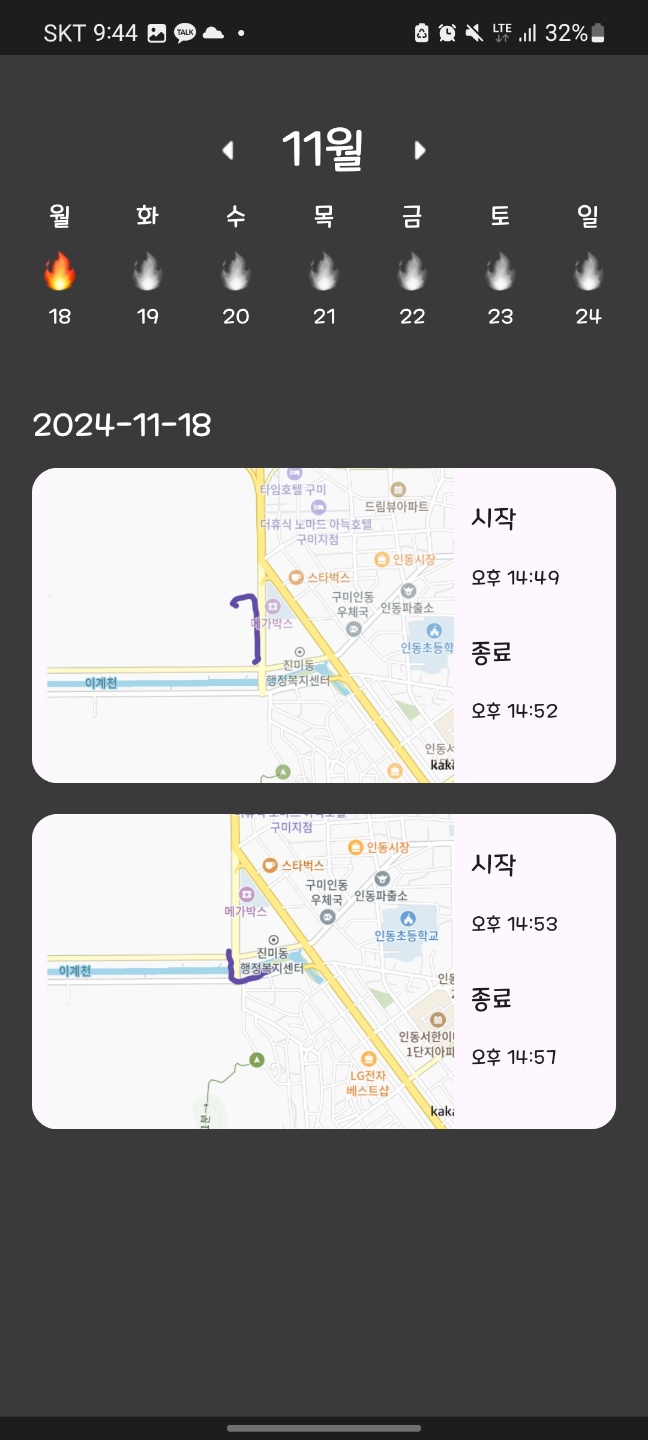 SKT 9:44 TALK LTE 32%
11월
월 화 수 목 금 토 일
18 19 20 21 22 23 24
2024-11-18
타임호텔 구미
드림뷰아파트
더휴식 노마드 아늑호텔
구미지점
인동시장
스타벅스
구미인동
우체국
인동파출소
메가박스
인동초등학
진미동
행정복지센터
이계천
인동서
kaka
시작
오후 14:49
종료
오후 14:52
구미지점
인동시장
스타벅스
구미인동
우체국
인동파출소
메가박스
인동초등학교
진미동
행정복지센터
이계천
인동서한이
1단지아파
LG전자
베스트샵
kaka
시작
오후 14:53
종료
오후 14:57